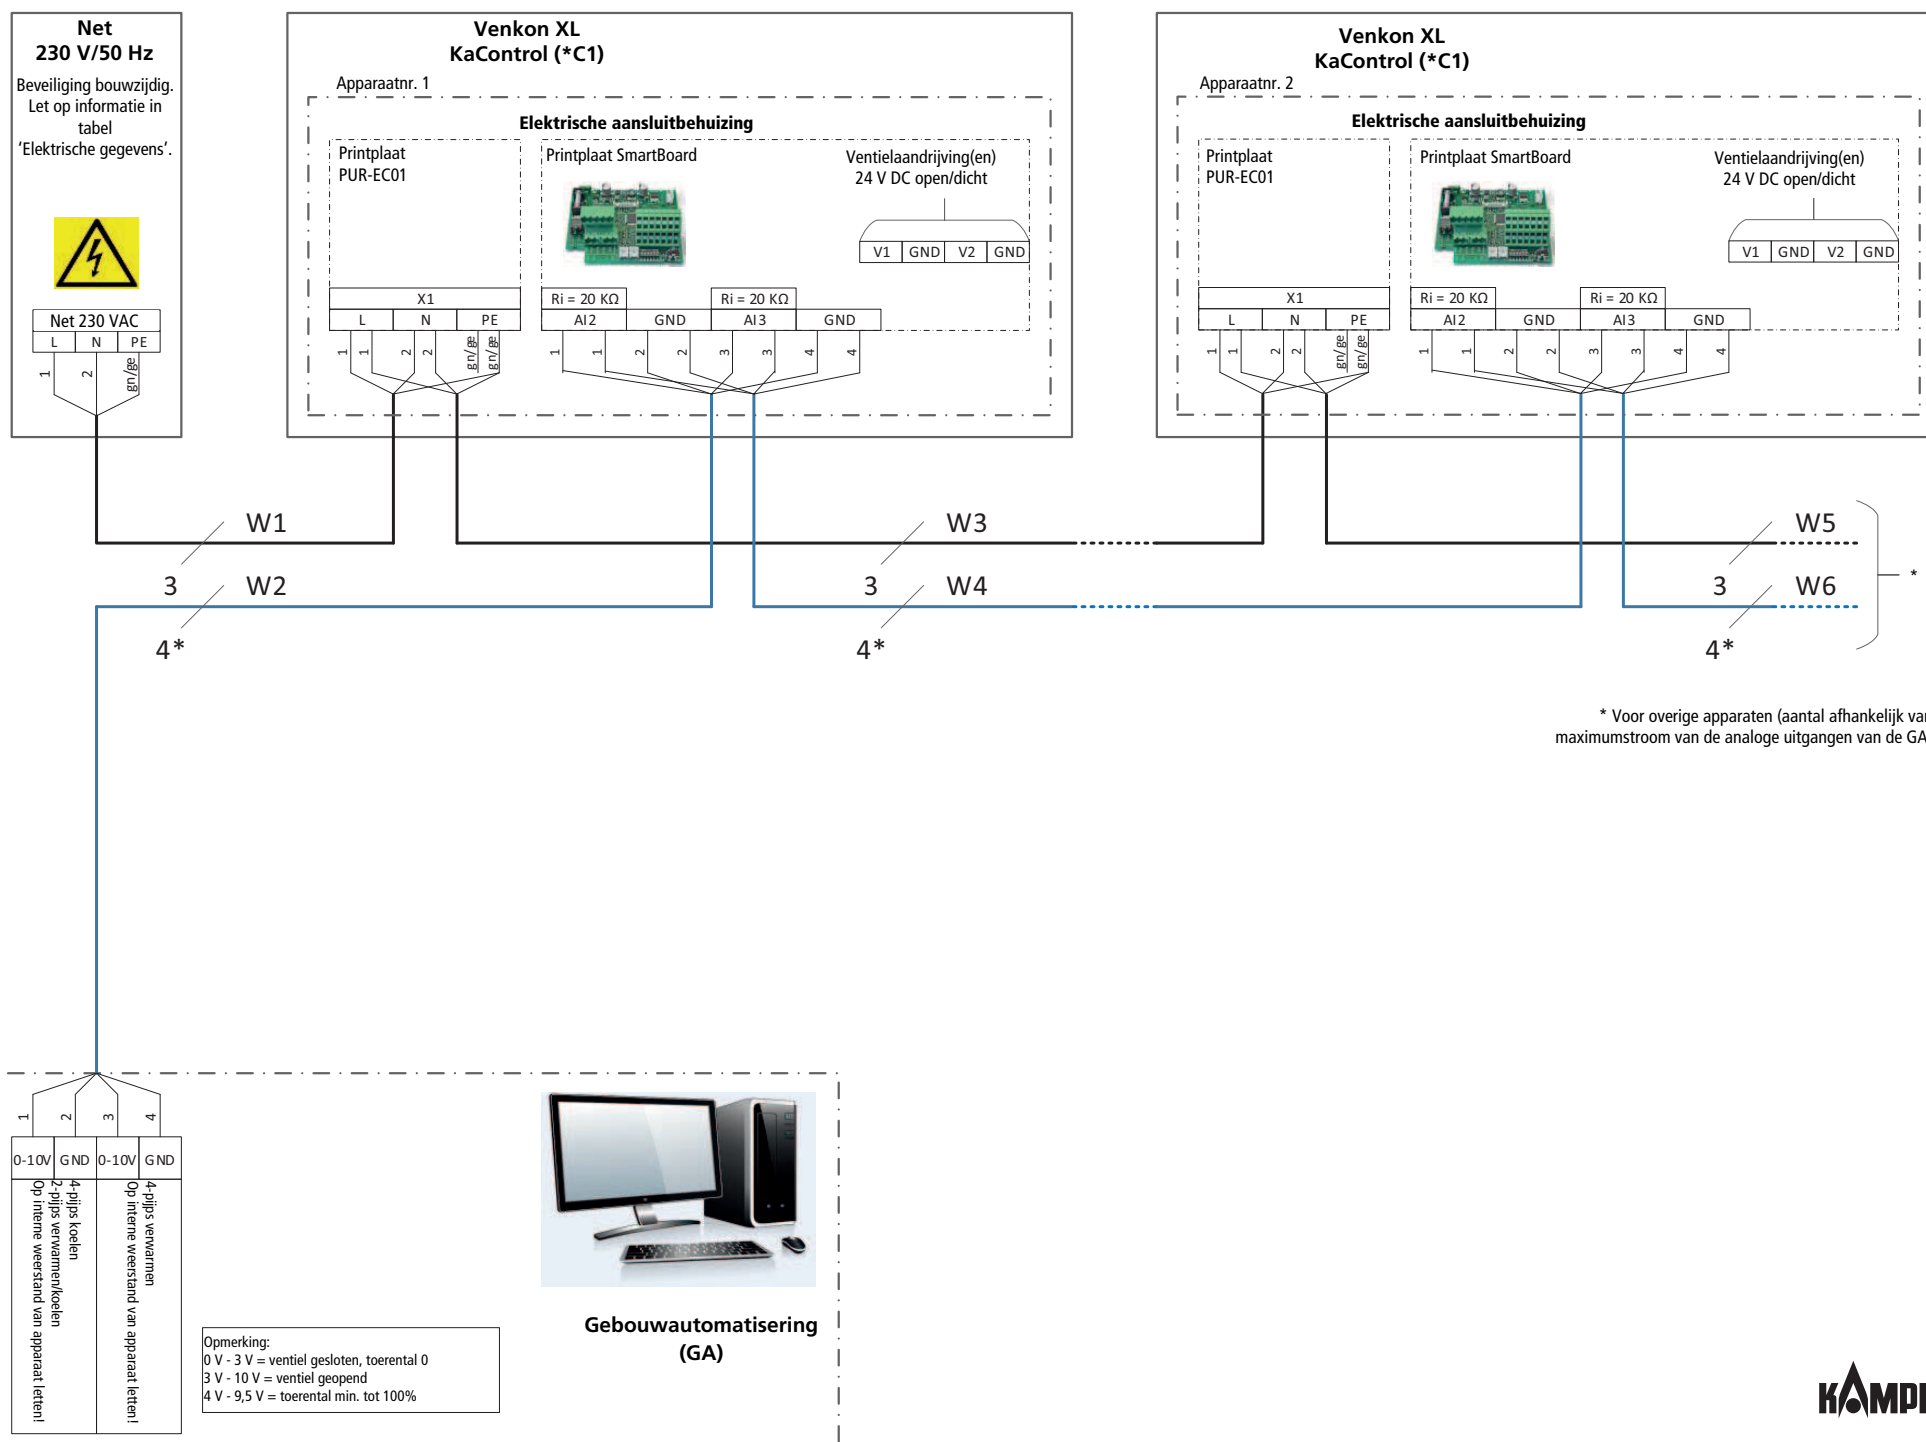 Net
230 V/50 Hz
Beveiliging bouwzijdig.
Let op informatie in
tabel
‘Elektrische gegevens’.
Net 230 VAC
L N PE
1 2 gn/ge
Venkon XL
KaControl (*C1)
Apparaatnr. 1
Elektrische aansluitbehuizing
Printplaat
PUR-EC01
Printplaat SmartBoard
Ventielaandrijving(en)
24 V DC open/dicht
V1 GND V2 GND
X1
L N PE
1 1 2 2 gn/ge gn/ge
Ri = 20 KΩ Ri = 20 KΩ
AI2 GND AI3 GND
1 1 2 2 3 3 4 4
Venkon XL
KaControl (*C1)
Apparaatnr. 2
Elektrische aansluitbehuizing
Printplaat
PUR-EC01
Printplaat SmartBoard
Ventielaandrijving(en)
24 V DC open/dicht
V1 GND V2 GND
X1
L N PE
1 1 2 2 gn/ge gn/ge
Ri = 20 KΩ Ri = 20 KΩ
AI2 GND AI3 GND
1 1 2 2 3 3 4 4
W1 W3 W5
3 W2 3 W4 3 W6 *
4* 4* 4*
* Voor overige apparaten (aantal afhankelijk van
maximumstroom van de analoge uitgangen van de GA
1 2 3 4
0-10V GND 0-10V GND
4-pijps koelen
2-pijps verwarmen/koelen
Op interne weerstand van apparaat letten!
4-pijps verwarmen
Op interne weerstand van apparaat letten!
Opmerking:
0 V - 3 V = ventiel gesloten, toerental 0
3 V - 10 V = ventiel geopend
4 V - 9,5 V = toerental min. tot 100%
Gebouwautomatisering
(GA)
KAMP